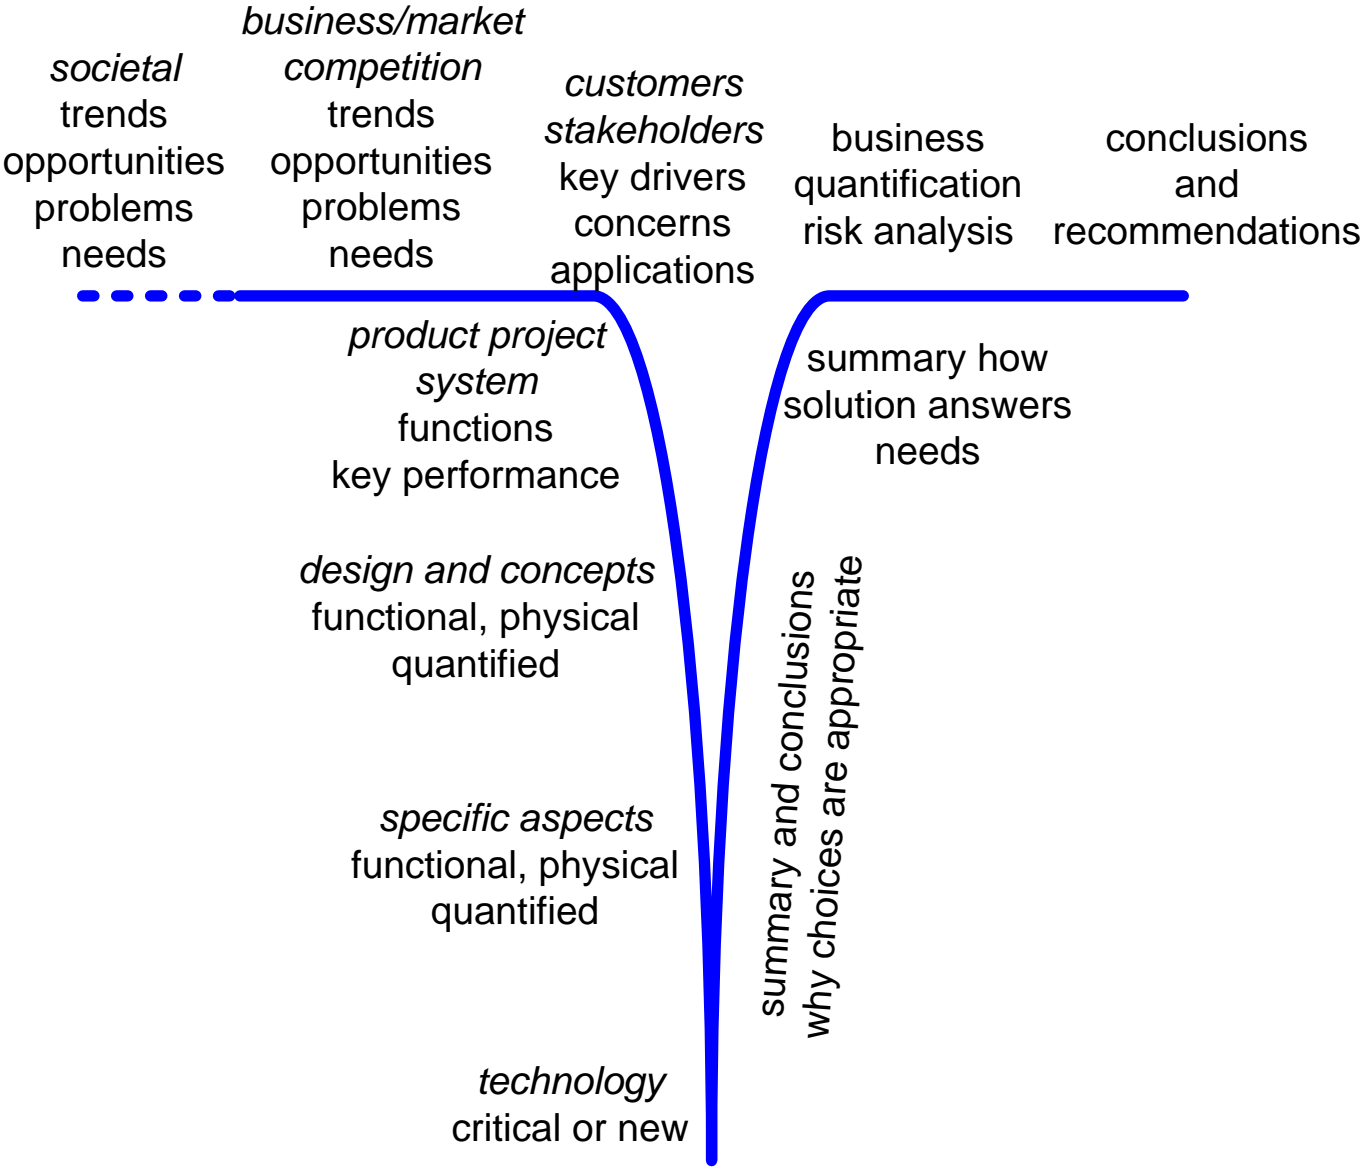 societal
trends
opportunities
problems
needs
business/market
competition
trends
opportunities
problems
needs
customers
stakeholders
key drivers
concerns
applications
business
quantification
risk analysis
conclusions
and
recommendations
product project
system
functions
key performance
design and concepts
functional, physical
quantified
specific aspects
functional, physical
quantified
technology
critical or new
summary and conclusions
why choices are appropriate
summary how
solution answers
needs